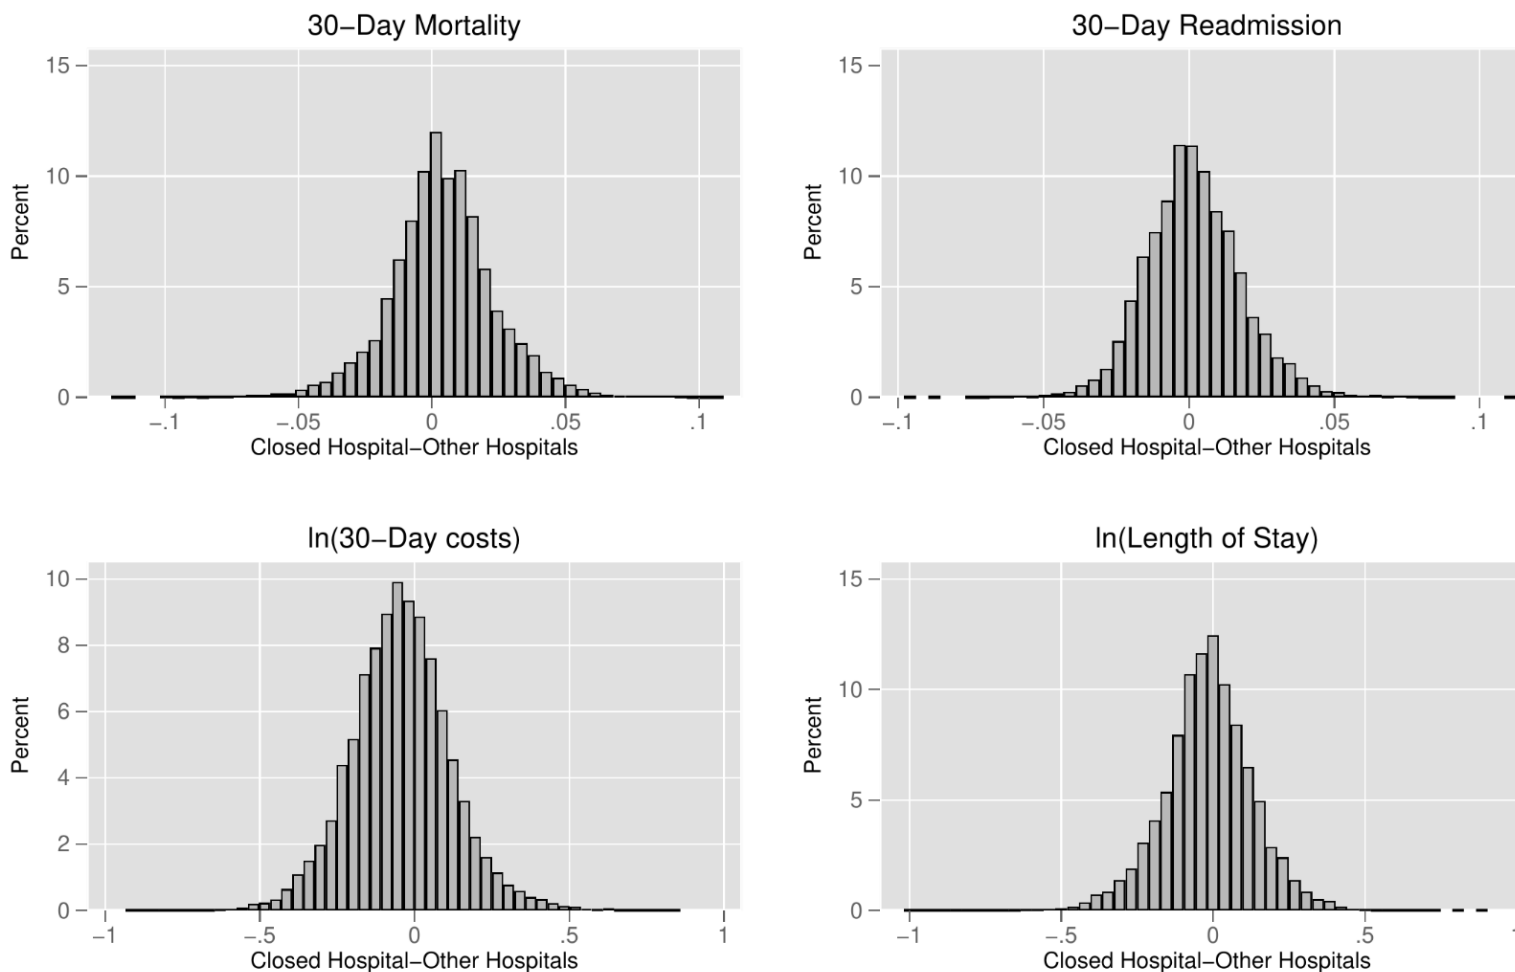 30−Day Mortality
15
10
5
0
Percent
−.1 −.05 0 .05 .1
Closed Hospital−Other Hospitals
30−Day Readmission
15
10
5
0
Percent
−.1 −.05 0 .05 .1
Closed Hospital−Other Hospitals
ln(30−Day costs)
10
8
6
4
2
0
Percent
−1 −.5 0 .5 1
Closed Hospital−Other Hospitals
ln(Length of Stay)
15
10
5
0
Percent
−1 −.5 0 .5
Closed Hospital−Other Hospitals